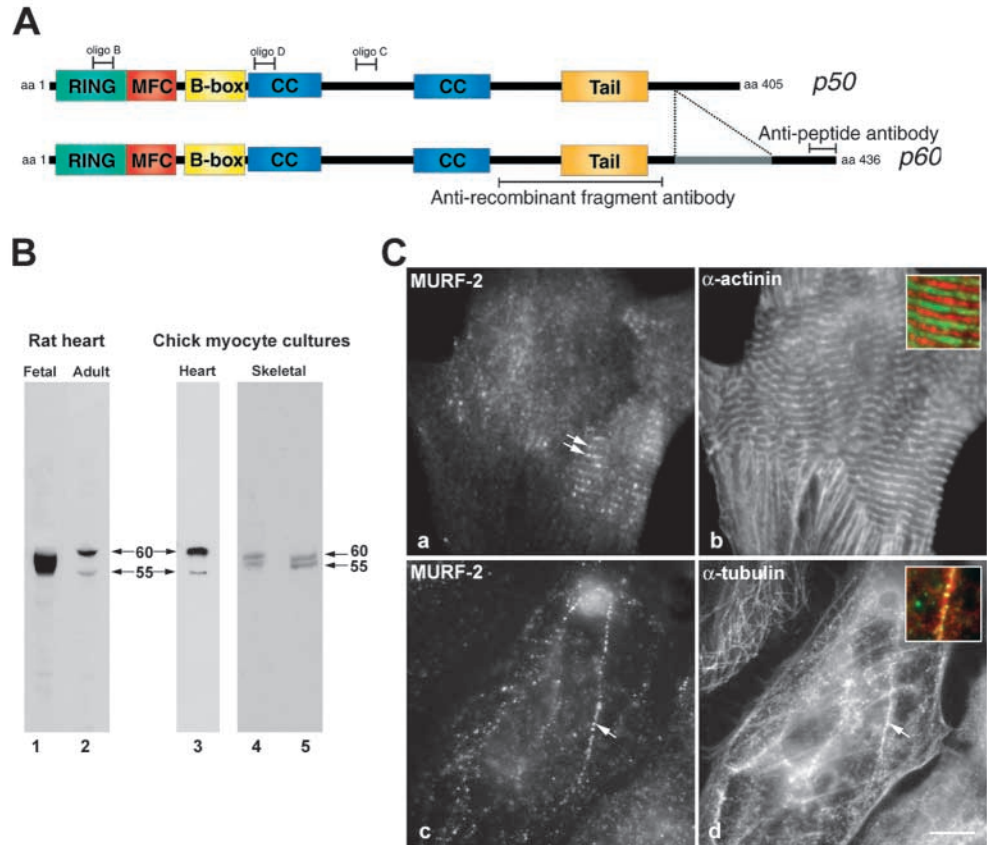 A
oligo B
oligo D
oligo C
aa 1
RING
MFC
B-box
CC
CC
Tail
aa 405
p50
Anti-peptide antibody
aa 1
RING
MFC
B-box
CC
CC
Tail
aa 436
p60
Anti-recombinant fragment antibody
B
Rat heart
Chick myocyte cultures
Fetal
Adult
Heart
Skeletal
60
55
60
55
1
2
3
4
5
C
MURF-2
α-actinin
a
b
MURF-2
α-tubulin
c
d